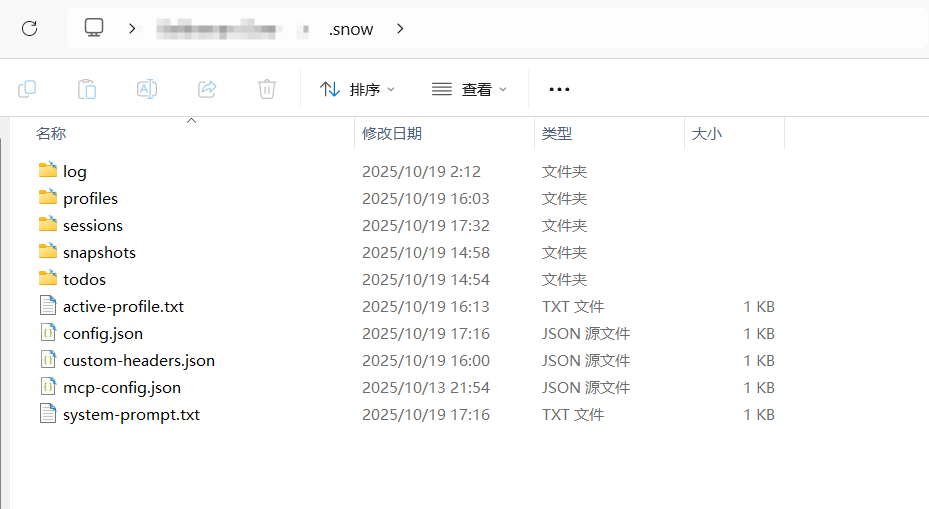 .snow
排序 查看
名称 修改日期 类型 大小
log 2025/10/19 2:12 文件夹
profiles 2025/10/19 16:03 文件夹
sessions 2025/10/19 17:32 文件夹
snapshots 2025/10/19 14:58 文件夹
todos 2025/10/19 14:54 文件夹
active-profile.txt 2025/10/19 16:13 TXT 文件 1 KB
config.json 2025/10/19 17:16 JSON 源文件 1 KB
custom-headers.json 2025/10/19 16:00 JSON 源文件 1 KB
mcp-config.json 2025/10/13 21:54 JSON 源文件 1 KB
system-prompt.txt 2025/10/19 17:16 TXT 文件 1 KB